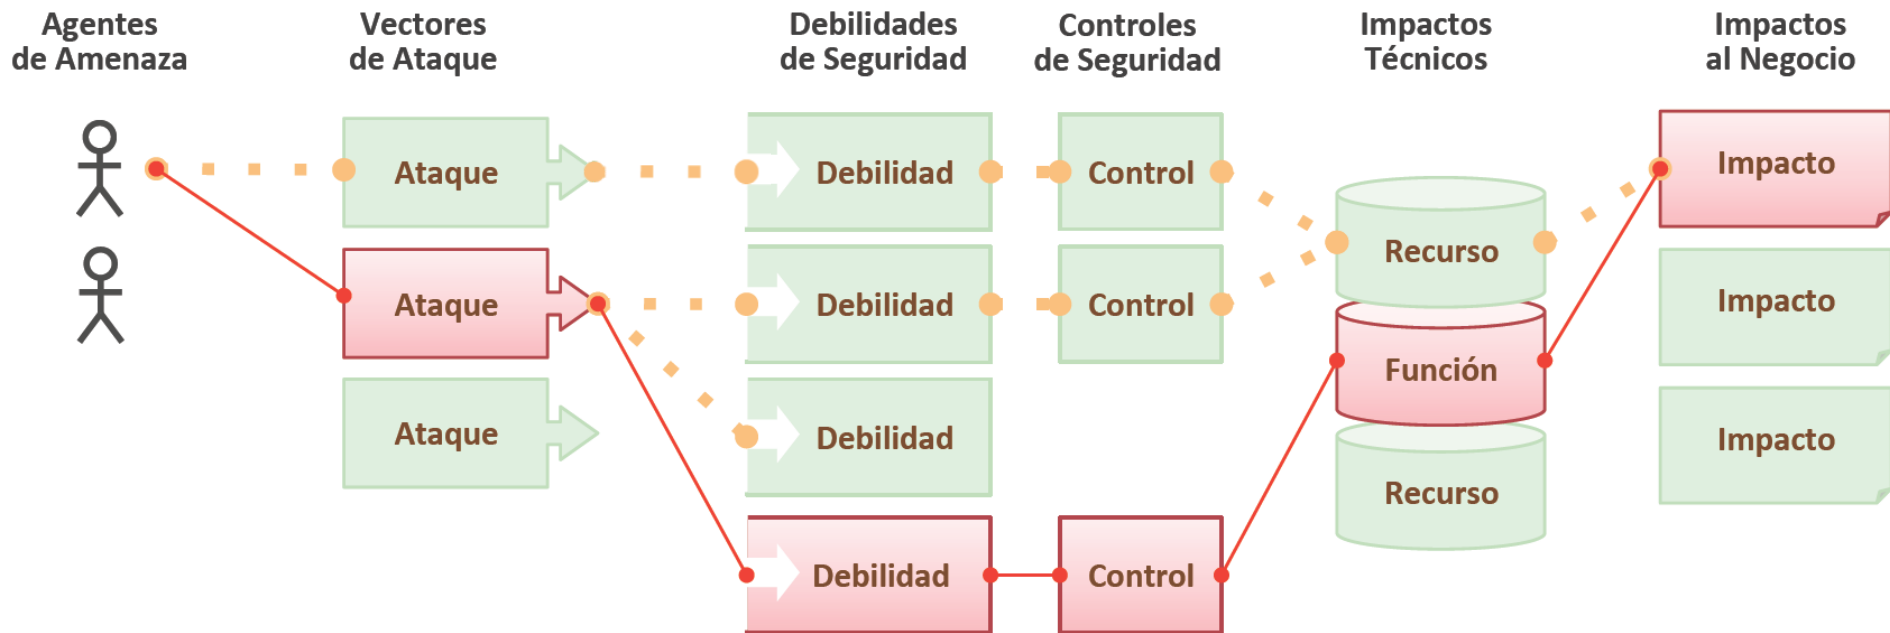 Agentes
de Amenaza
Vectores
de Ataque
Debilidades
de Seguridad
Controles
de Seguridad
Impactos
Técnicos
Impactos
al Negocio
Ataque
Debilidad
Control
Recurso
Impacto
Ataque
Debilidad
Control
Función
Impacto
Ataque
Debilidad
Recurso
Impacto
Debilidad
Control